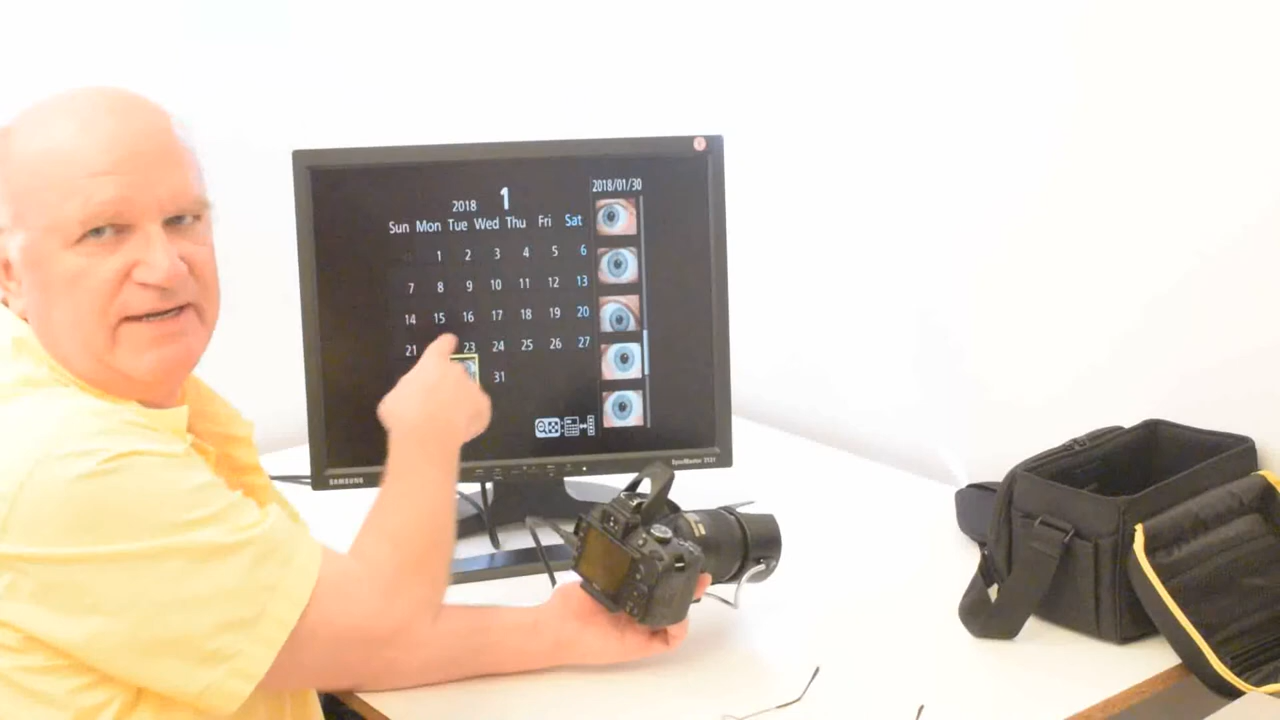 2018 1
2018/01/30
Sun Mon Tue Wed Thu Fri Sat
1 2 3 4 5 6
7 8 9 10 11 12 13
14 15 16 17 18 19 20
21 23 24 25 26 27
31
SAMSUNG
SyncMaster